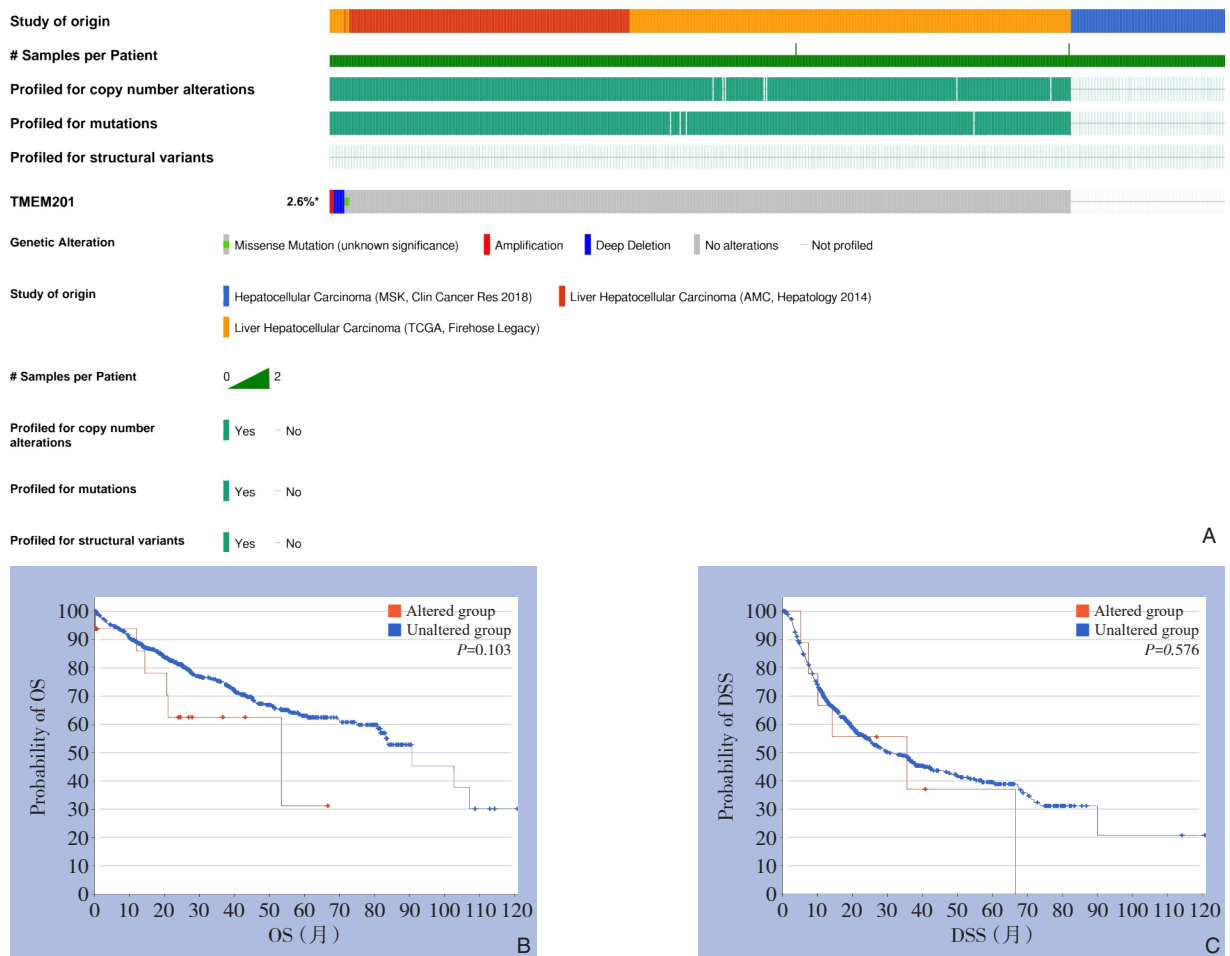 Study of origin
# Samples per Patient
Profiled for copy number alterations
Profiled for mutations
Profiled for structural variants
TMEM201 2.6%*
Genetic Alteration Missense Mutation (unknown significance) Amplification Deep Deletion No alterations Not profiled
Study of origin Hepatocellular Carcinoma (MSK, Clin Cancer Res 2018) Liver Hepatocellular Carcinoma (AMC, Hepatology 2014)
Liver Hepatocellular Carcinoma (TCGA, Firehose Legacy)
# Samples per Patient 0 2
Profiled for copy number
alterations Yes No
Profiled for mutations Yes No
Profiled for structural variants Yes No
A
Altered group
Unaltered group
P=0.103
Probability of OS
100
90
80
70
60
50
40
30
20
10
0
0 10 20 30 40 50 60 70 80 90 100 110 120
OS（月）
B
Altered group
Unaltered group
P=0.576
Probability of DSS
100
90
80
70
60
50
40
30
20
10
0
0 10 20 30 40 50 60 70 80 90 100 110 120
DSS（月）
C